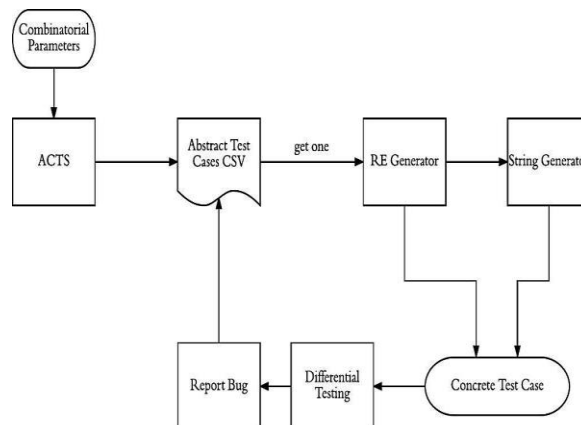 Combinatorial
Parameters
ACTS
Abstract Test
Cases CSV
get one
RE Generator
String Generator
Report Bug
Differential
Testing
Concrete Test Case